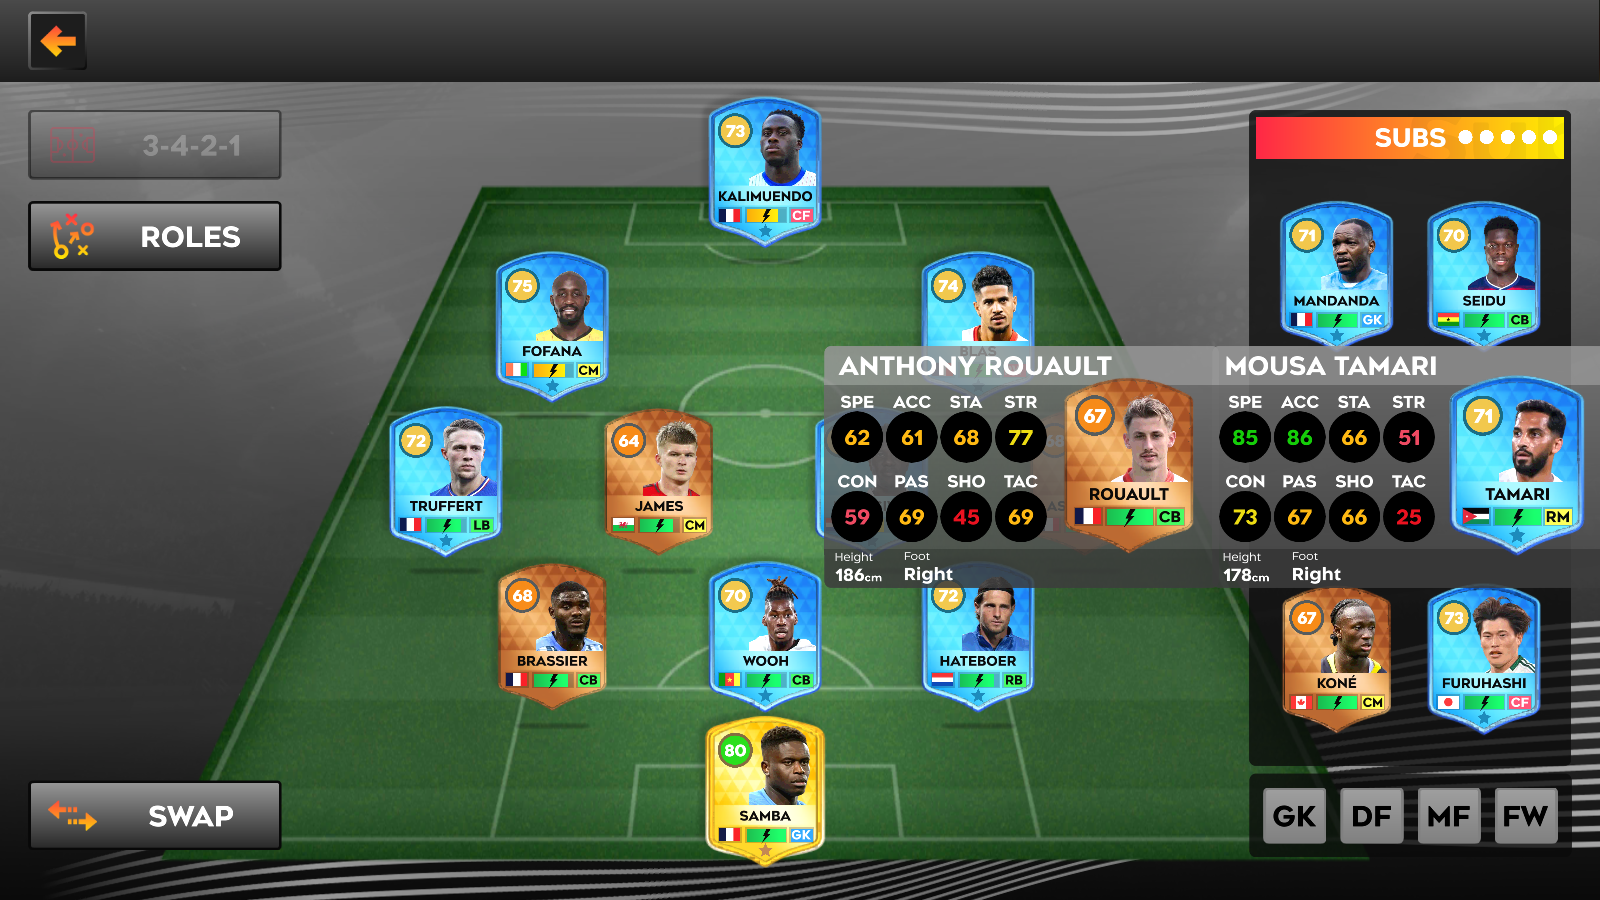 3-4-2-1
ROLES
SWAP
73
KALIMUENDO
CF
75
FOFANA
CM
74
BLAS
72
TRUFFERT
LB
64
JAMES
CM
68
BRASSIER
CB
70
WOOH
CB
72
HATEBOER
RB
80
SAMBA
GK
SUBS
71
MANDANDA
GK
70
SEIDU
CB
ANTHONY ROUAULT
SPE ACC STA STR
62 61 68 77
CON PAS SHO TAC
59 69 45 69
Height Foot
186cm Right
67
ROUAULT
CB
MOUSA TAMARI
SPE ACC STA STR
85 86 66 51
CON PAS SHO TAC
73 67 66 25
Height Foot
178cm Right
71
TAMARI
RM
67
KONÉ
CM
73
FURUHASHI
CF
GK DF MF FW